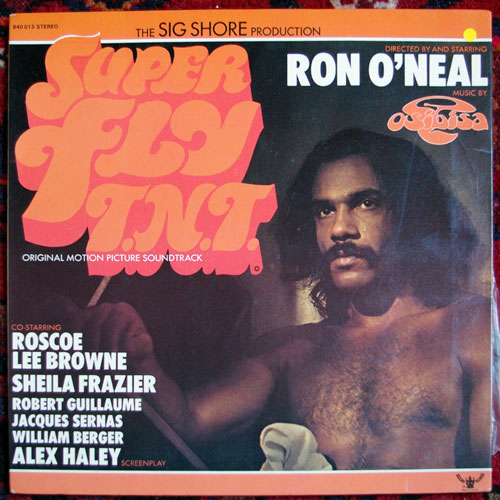 840 013 STEREO
THE SIG SHORE PRODUCTION
DIRECTED BY AND STARRING
RON O'NEAL
MUSIC BY
Osibisa
SUPER
FLY
T.N.T.
ORIGINAL MOTION PICTURE SOUNDTRACK
CO-STARRING
ROSCOE
LEE BROWNE
SHEILA FRAZIER
ROBERT GUILLAUME
JACQUES SERNAS
WILLIAM BERGER
ALEX HALEY SCREENPLAY